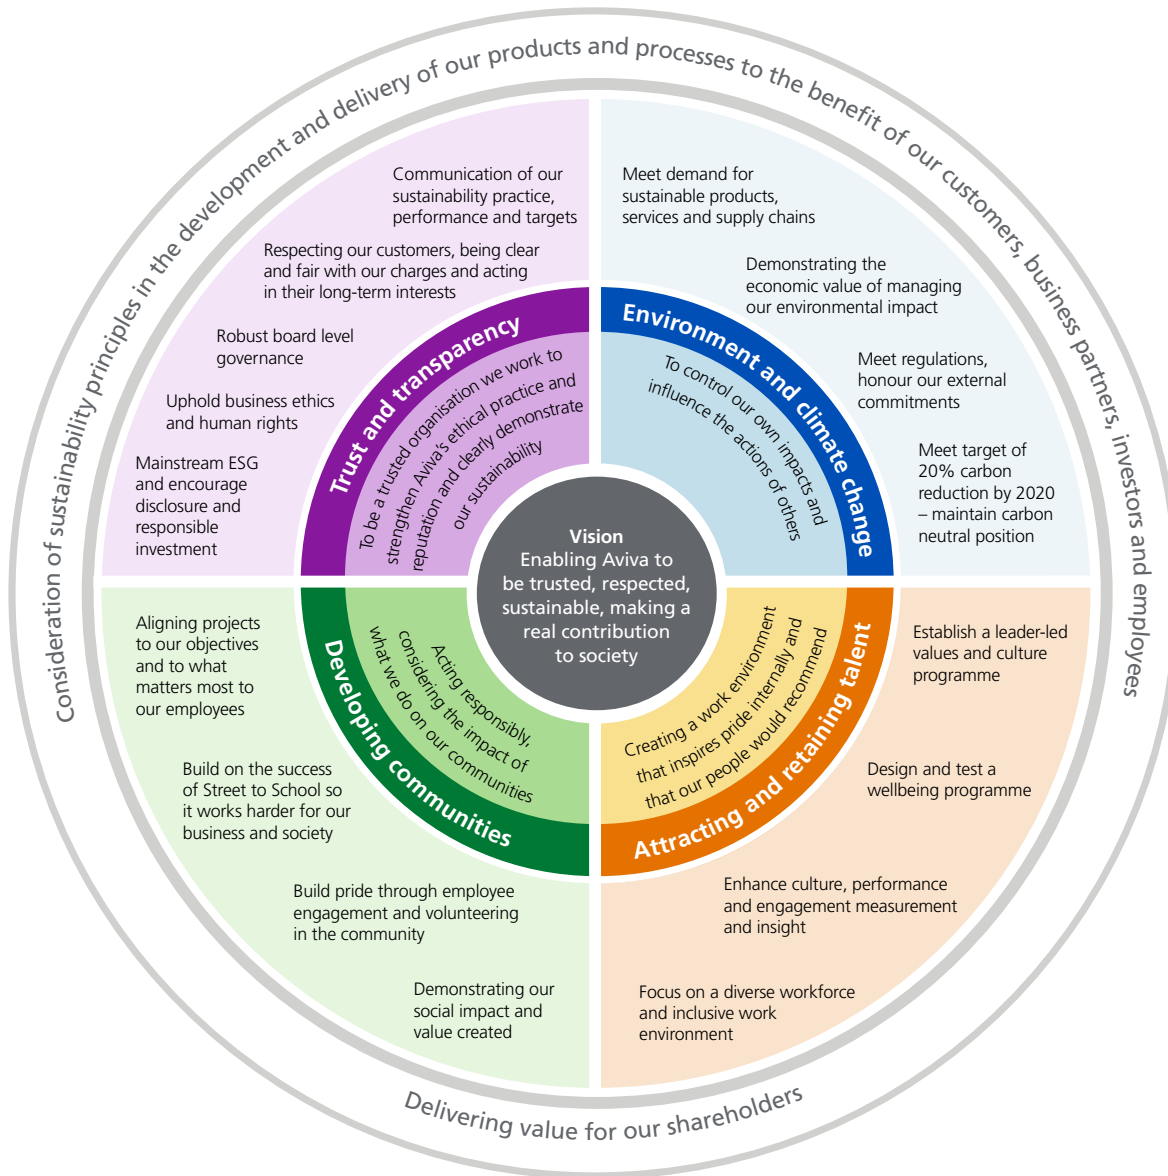 Consideration of sustainability principles in the development and delivery of our products and processes to the benefit of our customers, business partners, investors and employees
Communication of our
sustainability practice,
performance and targets
Respecting our customers, being clear
and fair with our charges and acting
in their long-term interests
Robust board level
governance
Uphold business ethics
and human rights
Mainstream ESG
and encourage
disclosure and
responsible
investment
Trust and transparency
To be a trusted organisation we work to
strengthen Aviva's ethical practice and
reputation and clearly demonstrate
our sustainability
Meet demand for
sustainable products,
services and supply chains
Demonstrating the
economic value of managing
our environmental impact
Meet regulations,
honour our external
commitments
Meet target of
20% carbon
reduction by 2020
– maintain carbon
neutral position
Environment and climate change
To control our own impacts and
influence the actions of others
Vision
Enabling Aviva to
be trusted, respected,
sustainable, making a
real contribution
to society
Aligning projects
to our objectives
and to what
matters most to
our employees
Build on the success
of Street to School so
it works harder for our
business and society
Build pride through employee
engagement and volunteering
in the community
Demonstrating our
social impact and
value created
Developing communities
Acting responsibly,
considering the impact of
what we do on our communities
Creating a work environment
that inspires pride internally and
that our people would recommend
Attracting and retaining talent
Establish a leader-led
values and culture
programme
Design and test a
wellbeing programme
Enhance culture, performance
and engagement measurement
and insight
Focus on a diverse workforce
and inclusive work
environment
Delivering value for our shareholders